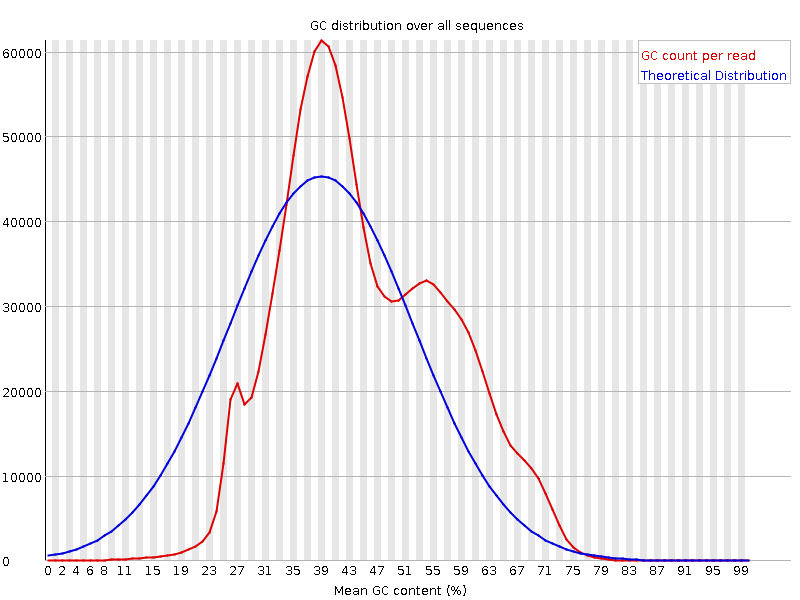 GC distribution over all sequences
GC count per read
Theoretical Distribution
60000
50000
40000
30000
20000
10000
0
0 2 4 6 8 11 15 19 23 27 31 35 39 43 47 51 55 59 63 67 71 75 79 83 87 91 95 99
Mean GC content (%)